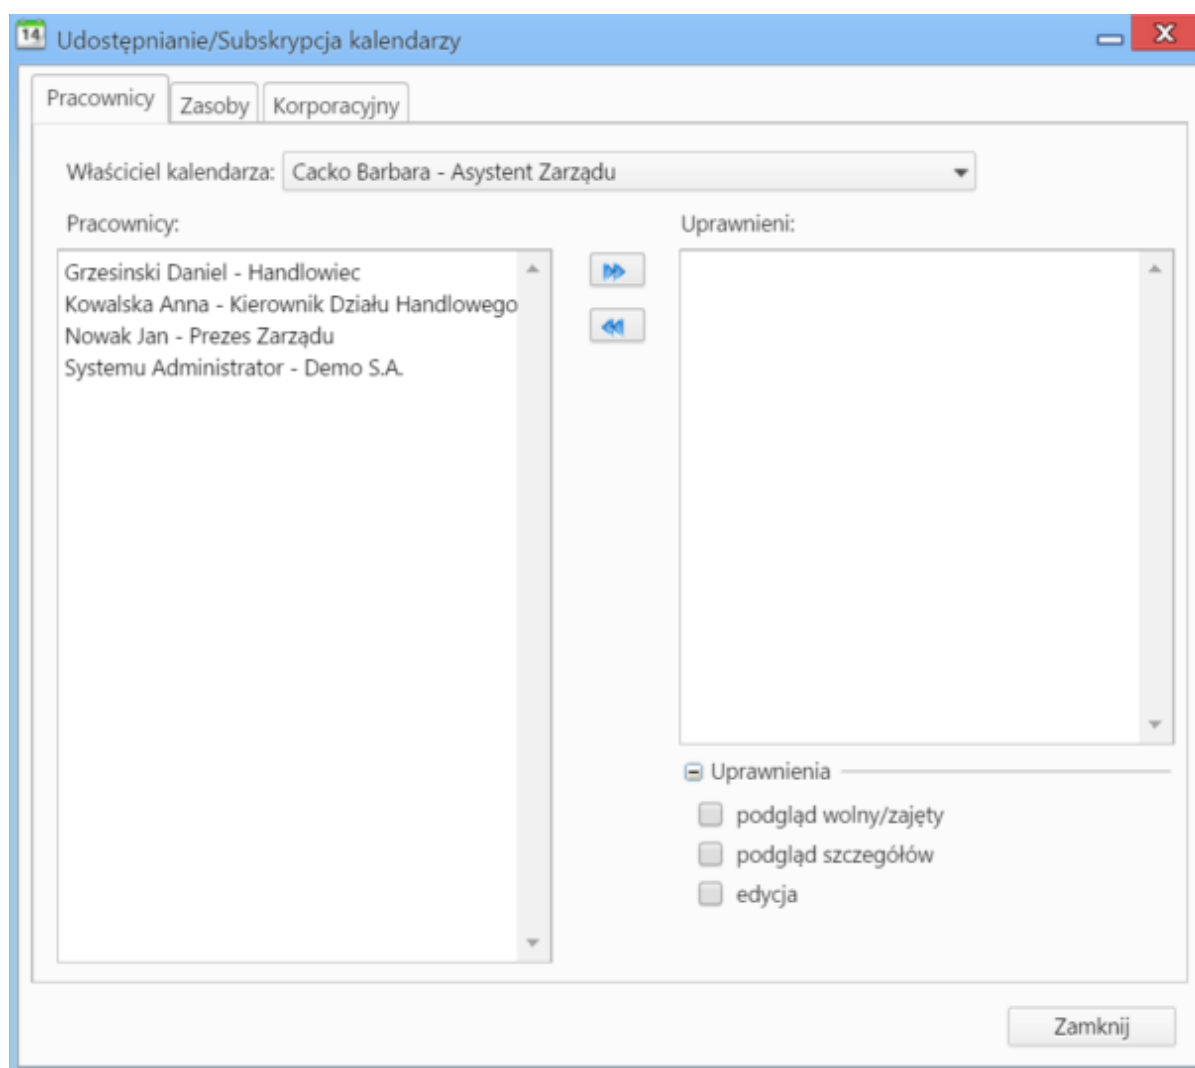 14
Udostępnianie/Subskrypcja kalendarzy
Pracownicy Zasoby Korporacyjny
Właściciel kalendarza: Cacko Barbara - Asystent Zarządu
Pracownicy:
Uprawnieni:
Grzesinski Daniel - Handlowiec
Kowalska Anna - Kierownik Działu Handlowego
Nowak Jan - Prezes Zarządu
Systemu Administrator - Demo S.A.
Uprawnienia
podgląd wolny/zajęty
podgląd szczegółów
edycja
Zamknij